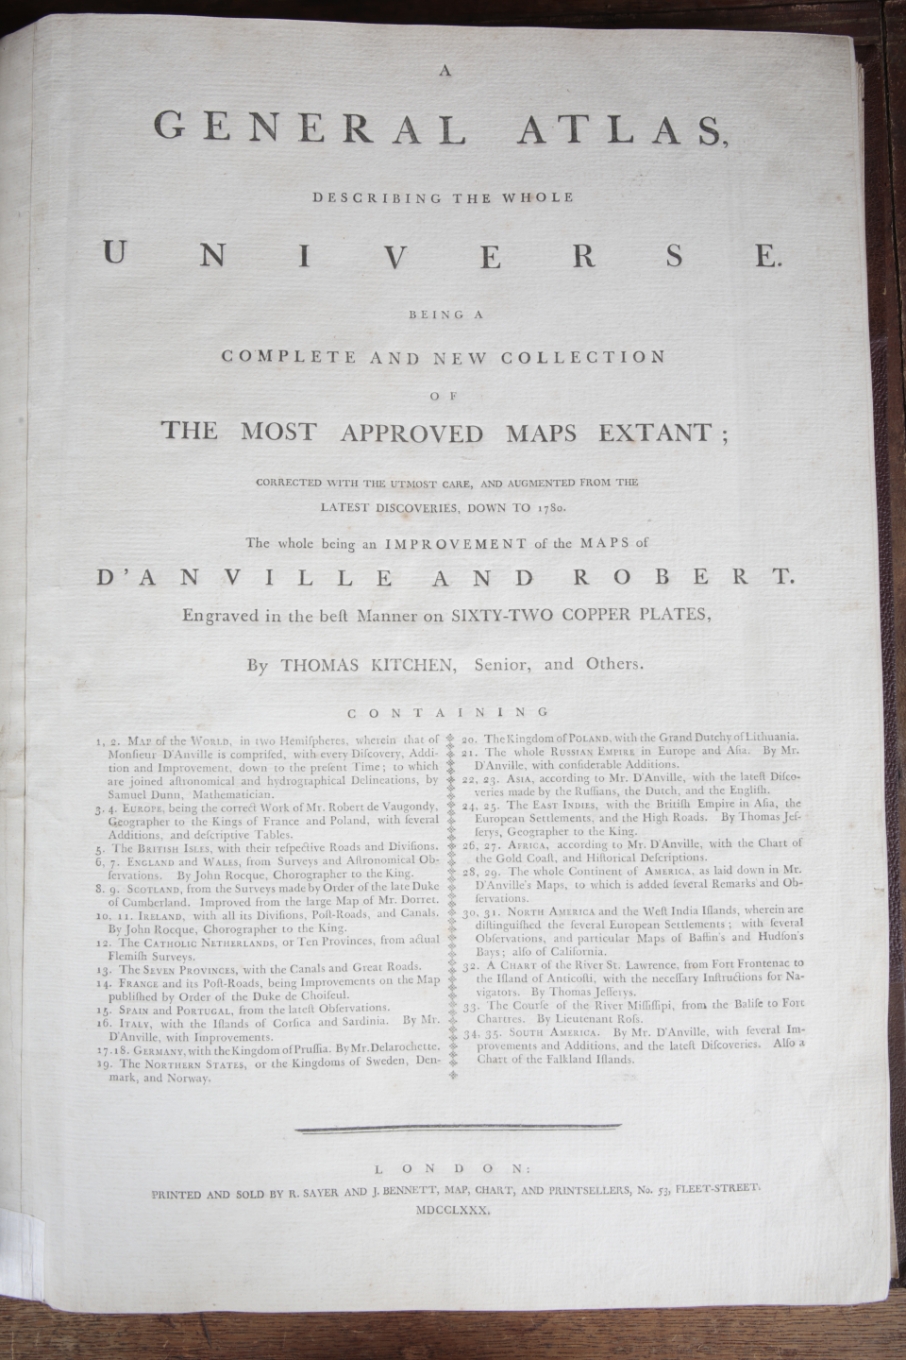 A
GENERAL ATLAS,
DESCRIBING THE WHOLE
UNIVERSE.
BEING A
COMPLETE AND NEW COLLECTION
OF
THE MOST APPROVED MAPS EXTANT ;
CORRECTED WITH THE UTMOST CARE, AND AUGMENTED FROM THE
LATEST DISCOVERIES, DOWN TO 1780.
The whole being an IMPROVEMENT of the MAPS of
D'ANVILLE AND ROBERT.
Engraved in the beſt Manner on SIXTY-TWO COPPER PLATES,
By THOMAS KITCHEN, Senior, and Others.
CONTAINING
1, 2. MAP of the WORLD, in two Hemiſpheres, wherein that of
Monſieur D'Anville is compriſed, with every Diſcovery, Addi-
tion and Improvement, down to the preſent Time ; to which
are joined aſtronomical and hydrographical Delineations, by
Samuel Dunn, Mathematician.
3, 4. EUROPE, being the correct Work of Mr. Robert de Vaugondy,
Geographer to the Kings of France and Poland, with ſeveral
Additions, and deſcriptive Tables.
5. The BRITISH ISLES, with their reſpective Roads and Diviſions.
6, 7. ENGLAND and WALES, from Surveys and Aſtronomical Ob-
ſervations. By John Rocque, Chorographer to the King.
8, 9. SCOTLAND, from the Surveys made by Order of the late Duke
of Cumberland. Improved from the large Map of Mr. Dorret.
10, 11. IRELAND, with all its Diviſions, Poſt-Roads, and Canals.
By John Rocque, Chorographer to the King.
12. The CATHOLIC NETHERLANDS, or Ten Provinces, from actual
Flemiſh Surveys.
13. The SEVEN PROVINCES, with the Canals and Great Roads.
14. FRANCE and its Poſt-Roads, being Improvements on the Map
publiſhed by Order of the Duke de Choiſeul.
15. SPAIN and PORTUGAL, from the lateſt Obſervations.
16. ITALY, with the Iſlands of Corſica and Sardinia. By Mr.
D'Anville, with Improvements.
17.18. GERMANY, with the Kingdom of Pruſſia. By Mr. Delarochette.
19. The NORTHERN STATES, or the Kingdoms of Sweden, Den-
mark, and Norway.
20. The Kingdom of POLAND, with the Grand Dutchy of Lithuania.
21. The whole RUSSIAN EMPIRE in Europe and Aſia. By Mr.
D'Anville, with conſiderable Additions.
22, 23. ASIA, according to Mr. D'Anville, with the lateſt Diſco-
veries made by the Ruſſians, the Dutch, and the Engliſh.
24, 25. The EAST INDIES, with the Britiſh Empire in Aſia, the
European Settlements, and the High Roads. By Thomas Jef-
ferys, Geographer to the King.
26, 27. AFRICA, according to Mr. D'Anville, with the Chart of
the Gold Coaſt, and Hiſtorical Deſcriptions.
28, 29. The whole Continent of AMERICA, as laid down in Mr.
D'Anville's Maps, to which is added ſeveral Remarks and Ob-
ſervations.
30, 31. NORTH AMERICA and the Weſt India Iſlands, wherein are
diſtinguiſhed the ſeveral European Settlements ; with ſeveral
Obſervations, and particular Maps of Baffin's and Hudſon's
Bays ; alſo of California.
32. A CHART of the River St. Lawrence, from Fort Frontenac to
the Iſland of Anticoſti, with the neceſſary Inſtructions for Na-
vigators. By Thomas Jefferys.
33. The Courſe of the River Miſſiſſipi, from the Baliſe to Fort
Chartres. By Lieutenant Roſs.
34, 35. SOUTH AMERICA. By Mr. D'Anville, with ſeveral Im-
provements and Additions, and the lateſt Diſcoveries. Alſo a
Chart of the Falkland Iſlands.
LONDON:
PRINTED AND SOLD BY R. SAYER AND J. BENNETT, MAP, CHART, AND PRINTSELLERS, No. 53, FLEET-STREET.
MDCCLXXX.